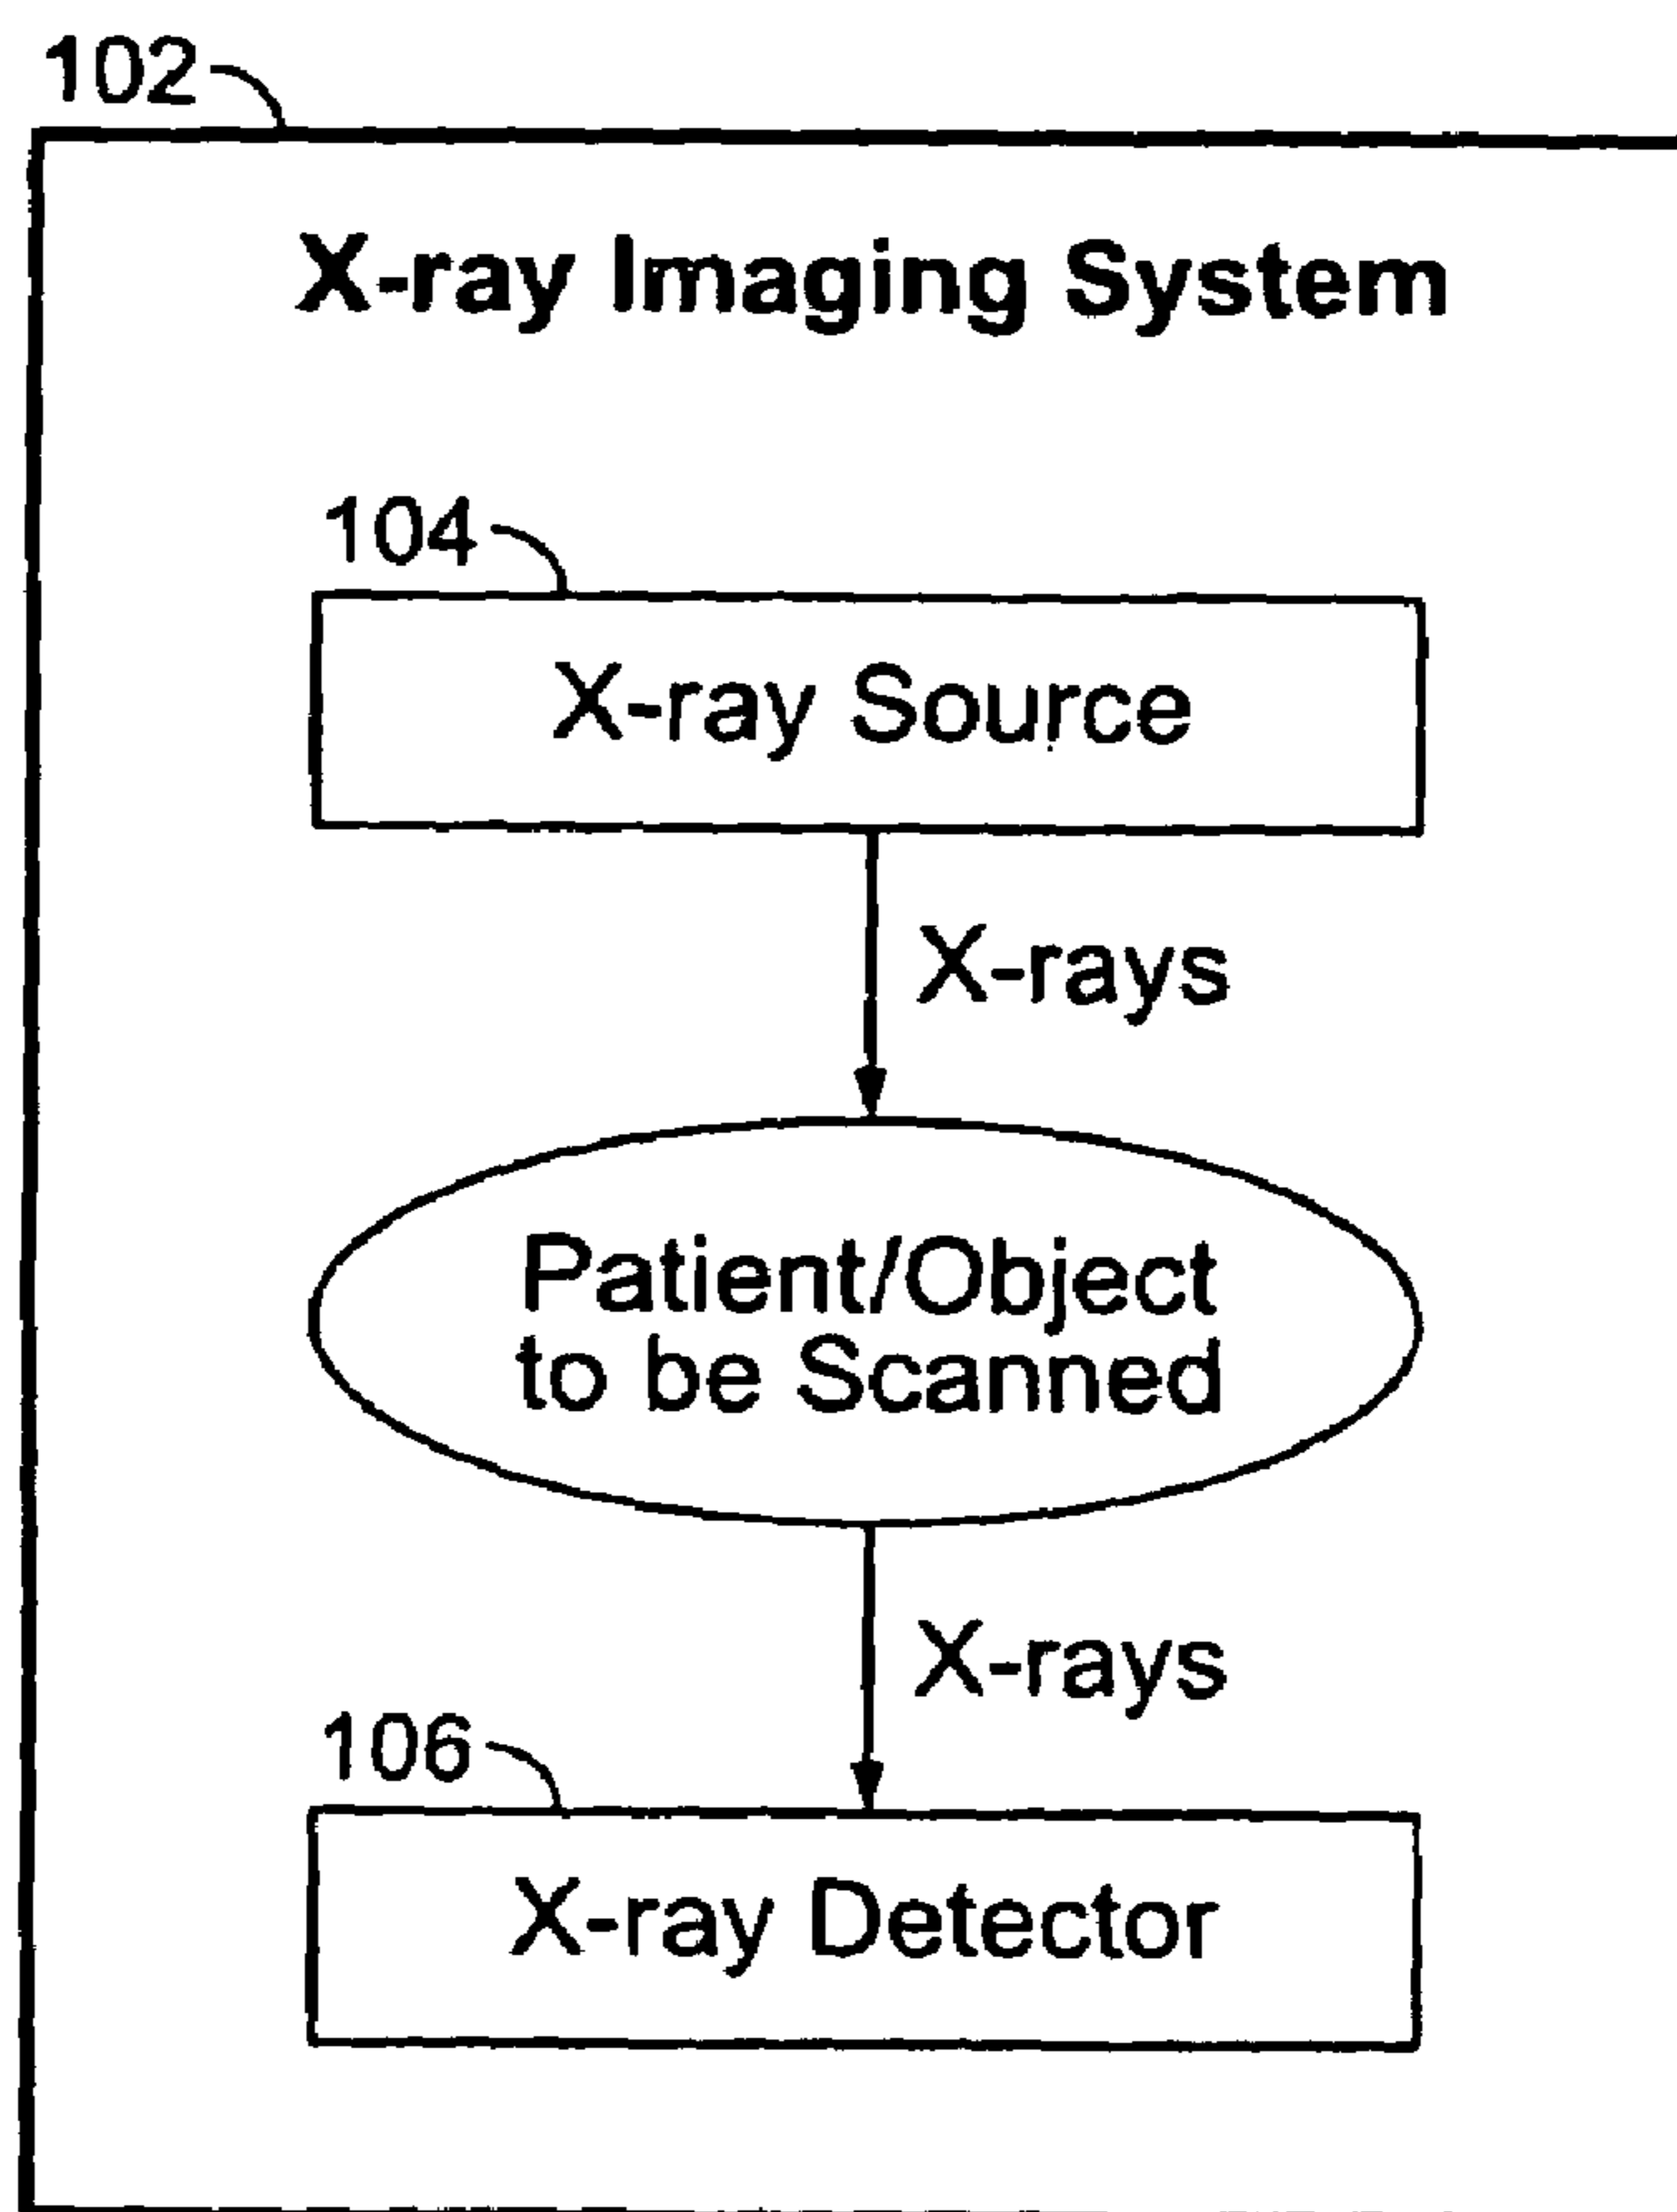 102
X-ray Imaging System
104
X-ray Source
X-rays
Patient/Object
to be Scanned
X-rays
106
X-ray Detector